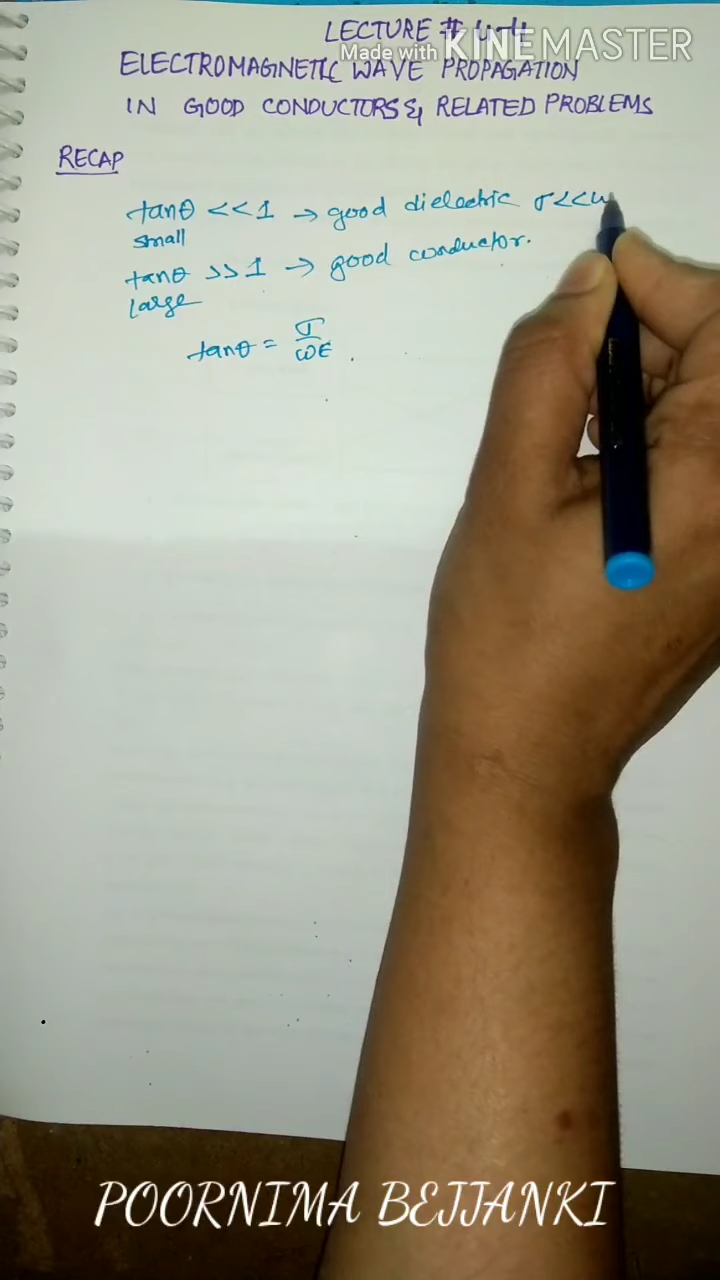 LECTURE #
Made with KINEMASTER
ELECTROMAGNETIC WAVE PROPAGATION
IN GOOD CONDUCTORS & RELATED PROBLEMS
RECAP
tanθ <<1 → good dielectric σ<<ω
small
tanθ >>1 → good conductor.
large
tanθ = σ/ωε .
POORNIMA BEJJANKI